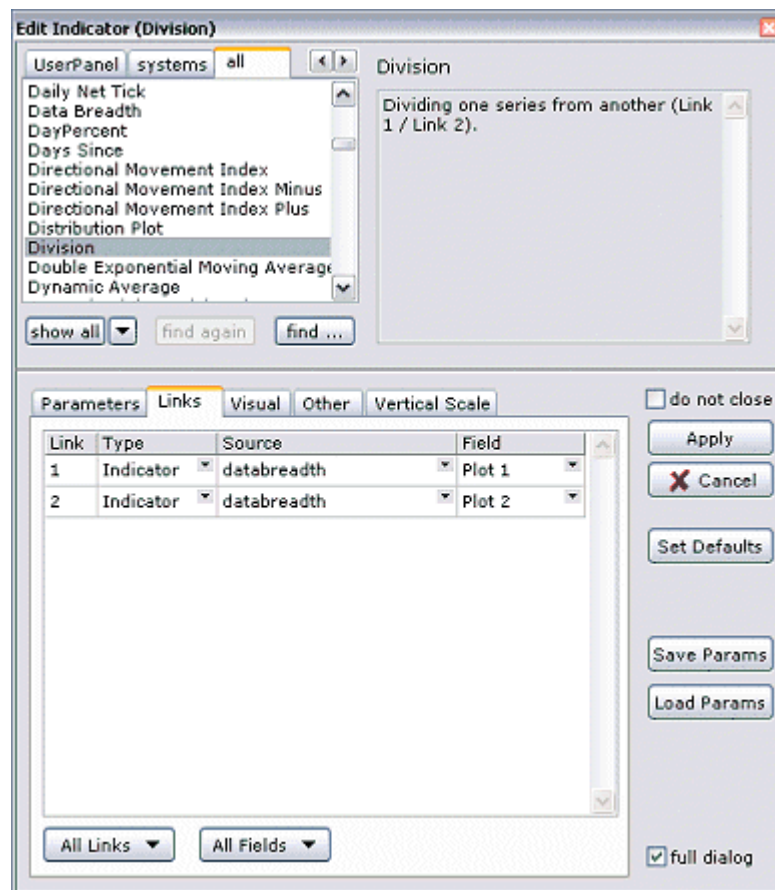 Edit Indicator (Division)
UserPanel systems all
Division
Daily Net Tick
Data Breadth
DayPercent
Days Since
Directional Movement Index
Directional Movement Index Minus
Directional Movement Index Plus
Distribution Plot
Division
Double Exponential Moving Average
Dynamic Average
Dividing one series from another (Link
1 / Link 2).
show all find again find ...
Parameters Links Visual Other Vertical Scale
Link Type Source Field
1 Indicator databreadth Plot 1
2 Indicator databreadth Plot 2
All Links All Fields
do not close
Apply
Cancel
Set Defaults
Save Params
Load Params
full dialog